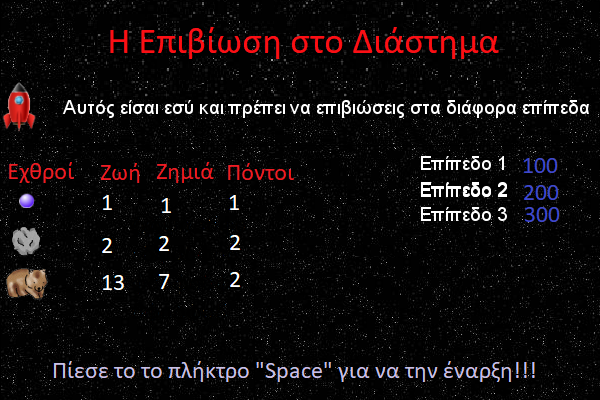 Η Επιβίωση στο Διάστημα
Αυτός είσαι εσύ και πρέπει να επιβιώσεις στα διάφορα επίπεδα
Εχθροί Ζωή Ζημιά Πόντοι
1 1 1
2 2 2
13 7 2
Επίπεδο 1 100
Επίπεδο 2 200
Επίπεδο 3 300
Πίεσε το το πλήκτρο "Space" για να την έναρξη!!!